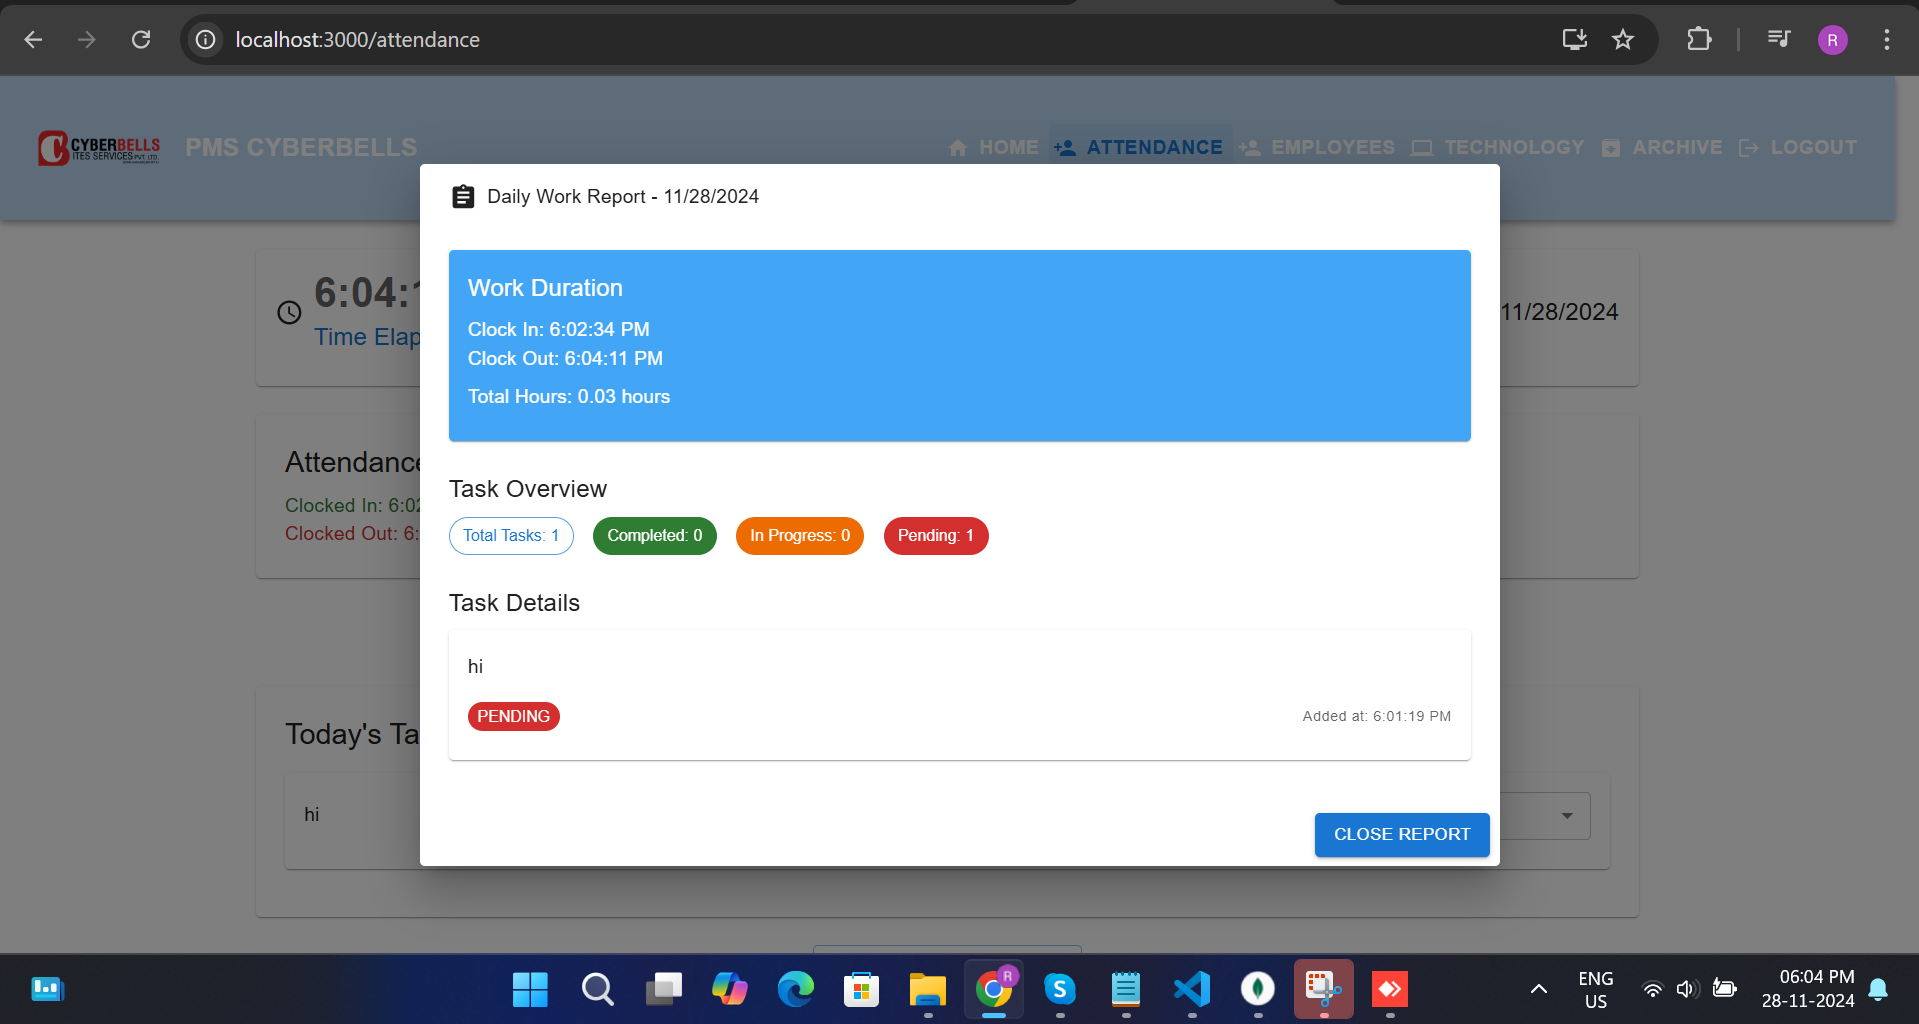 localhost:3000/attendance
R
CYBERBELLS
ITES SERVICES PVT. LTD.
PMS CYBERBELLS
HOME
ATTENDANCE
EMPLOYEES
TECHNOLOGY
ARCHIVE
LOGOUT
Daily Work Report - 11/28/2024
6:04:1
Time Elap
11/28/2024
Work Duration
Clock In: 6:02:34 PM
Clock Out: 6:04:11 PM
Total Hours: 0.03 hours
Attendance
Clocked In: 6:02
Clocked Out: 6:
Task Overview
Total Tasks: 1
Completed: 0
In Progress: 0
Pending: 1
Task Details
hi
PENDING
Added at: 6:01:19 PM
Today's Ta
hi
CLOSE REPORT
R
S
ENG
US
06:04 PM
28-11-2024